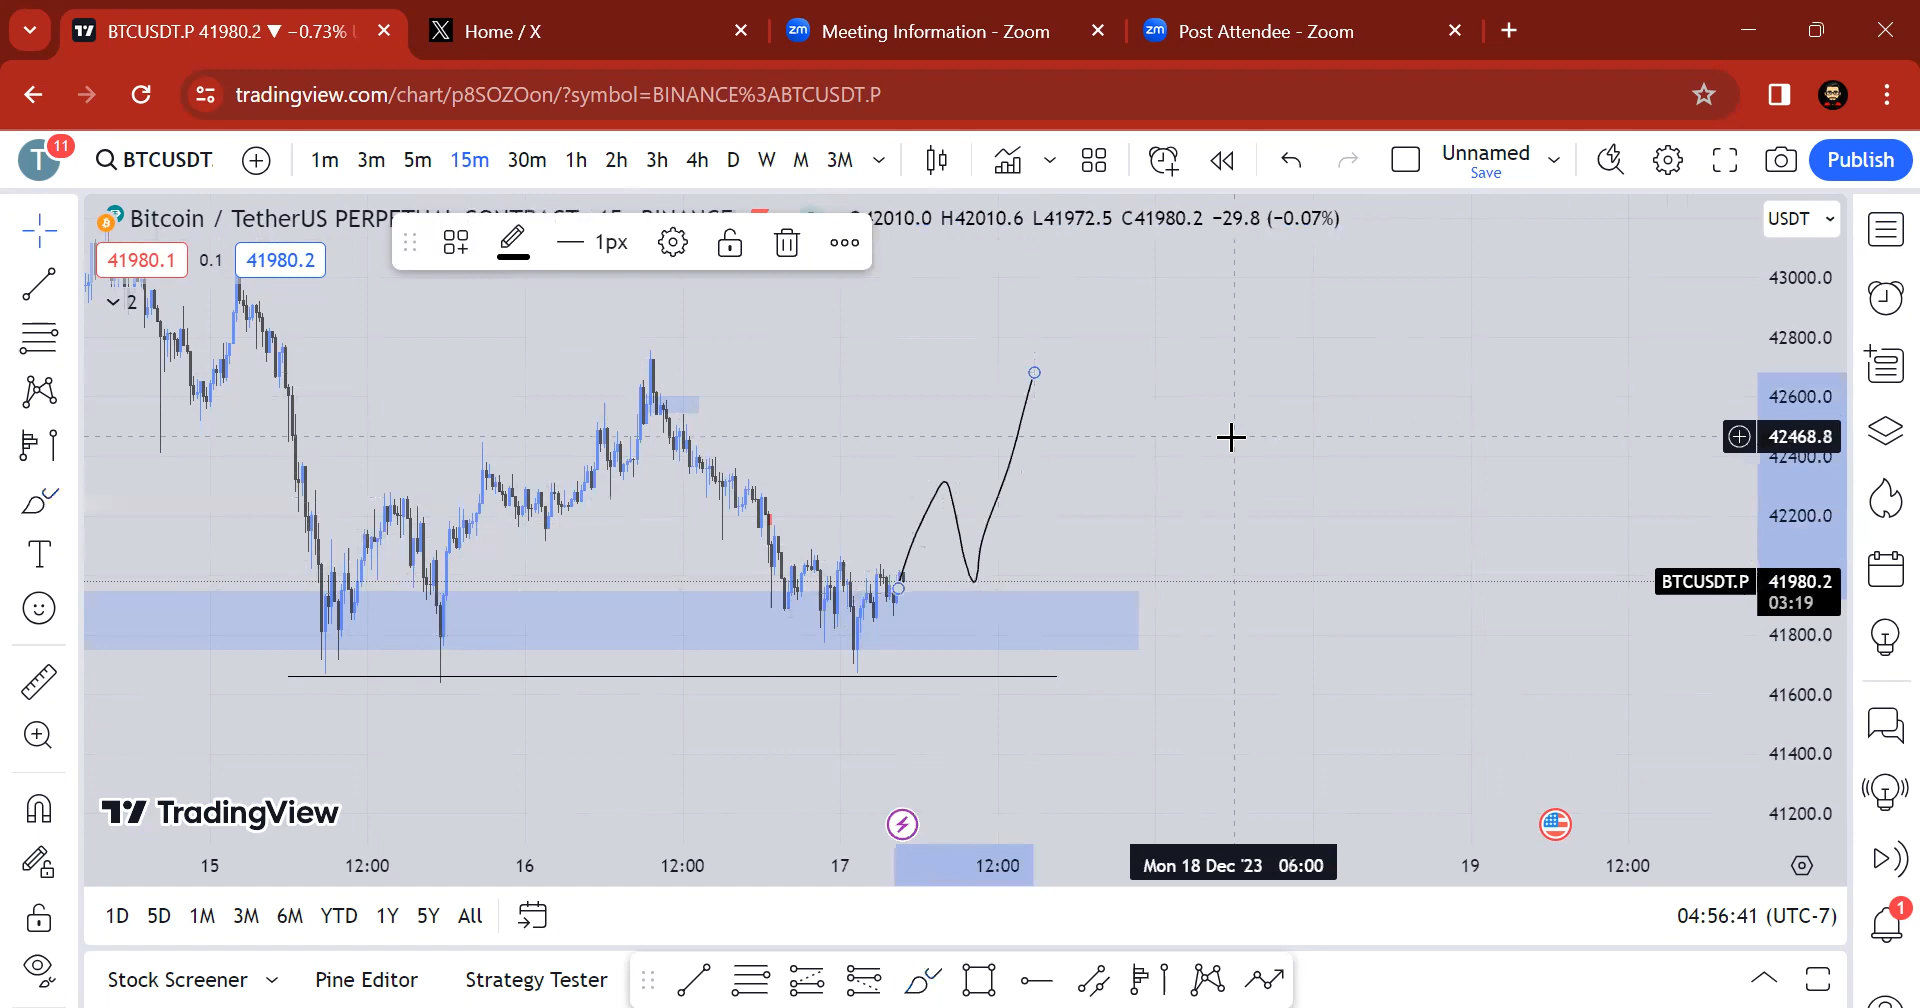 BTCUSDT.P 41980.2 ▼ −0.73%
Home / X
Meeting Information - Zoom
Post Attendee - Zoom
tradingview.com/chart/p8SOZOon/?symbol=BINANCE%3ABTCUSDT.P
T 11
BTCUSDT.
1m 3m 5m 15m 30m 1h 2h 3h 4h D W M 3M
Unnamed
Save
Publish
Bitcoin / TetherUS PERPETUAL CONTRACT
42010.0 H42010.6 L41972.5 C41980.2 −29.8 (−0.07%)
USDT
1px
41980.1 0.1 41980.2
2
43000.0
42800.0
42600.0
42468.8
42400.0
42200.0
BTCUSDT.P 41980.2
03:19
41800.0
41600.0
41400.0
41200.0
TradingView
15 12:00 16 12:00 17 12:00 Mon 18 Dec '23 06:00 19 12:00
1D 5D 1M 3M 6M YTD 1Y 5Y All
04:56:41 (UTC-7)
1
Stock Screener Pine Editor Strategy Tester